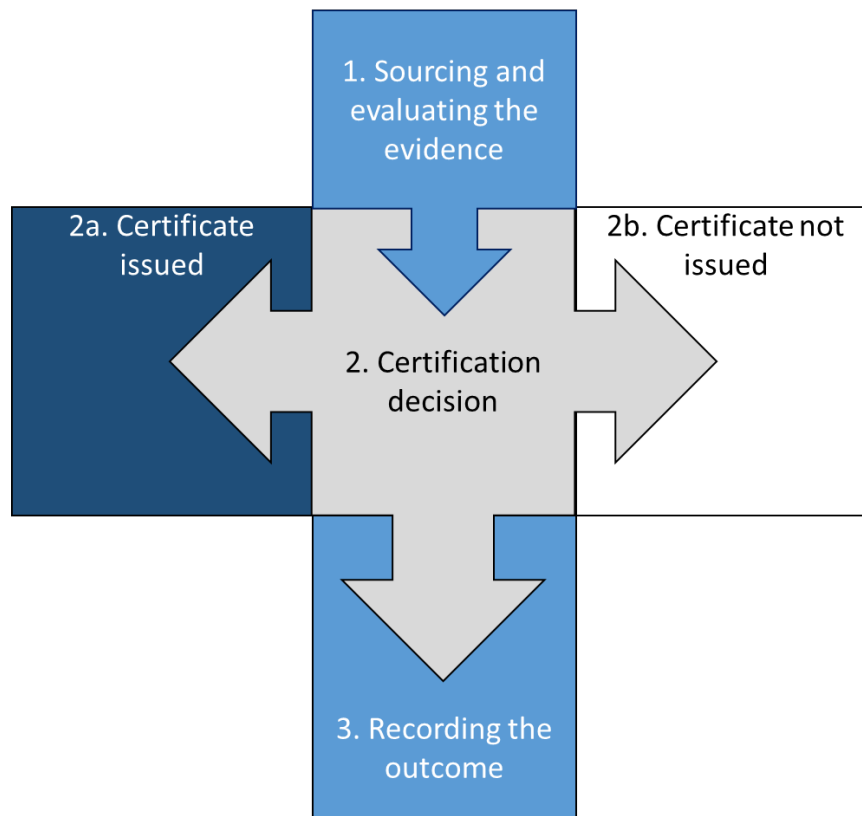 1. Sourcing and
evaluating the
evidence
2a. Certificate
issued
2b. Certificate not
issued
2. Certification
decision
3. Recording the
outcome